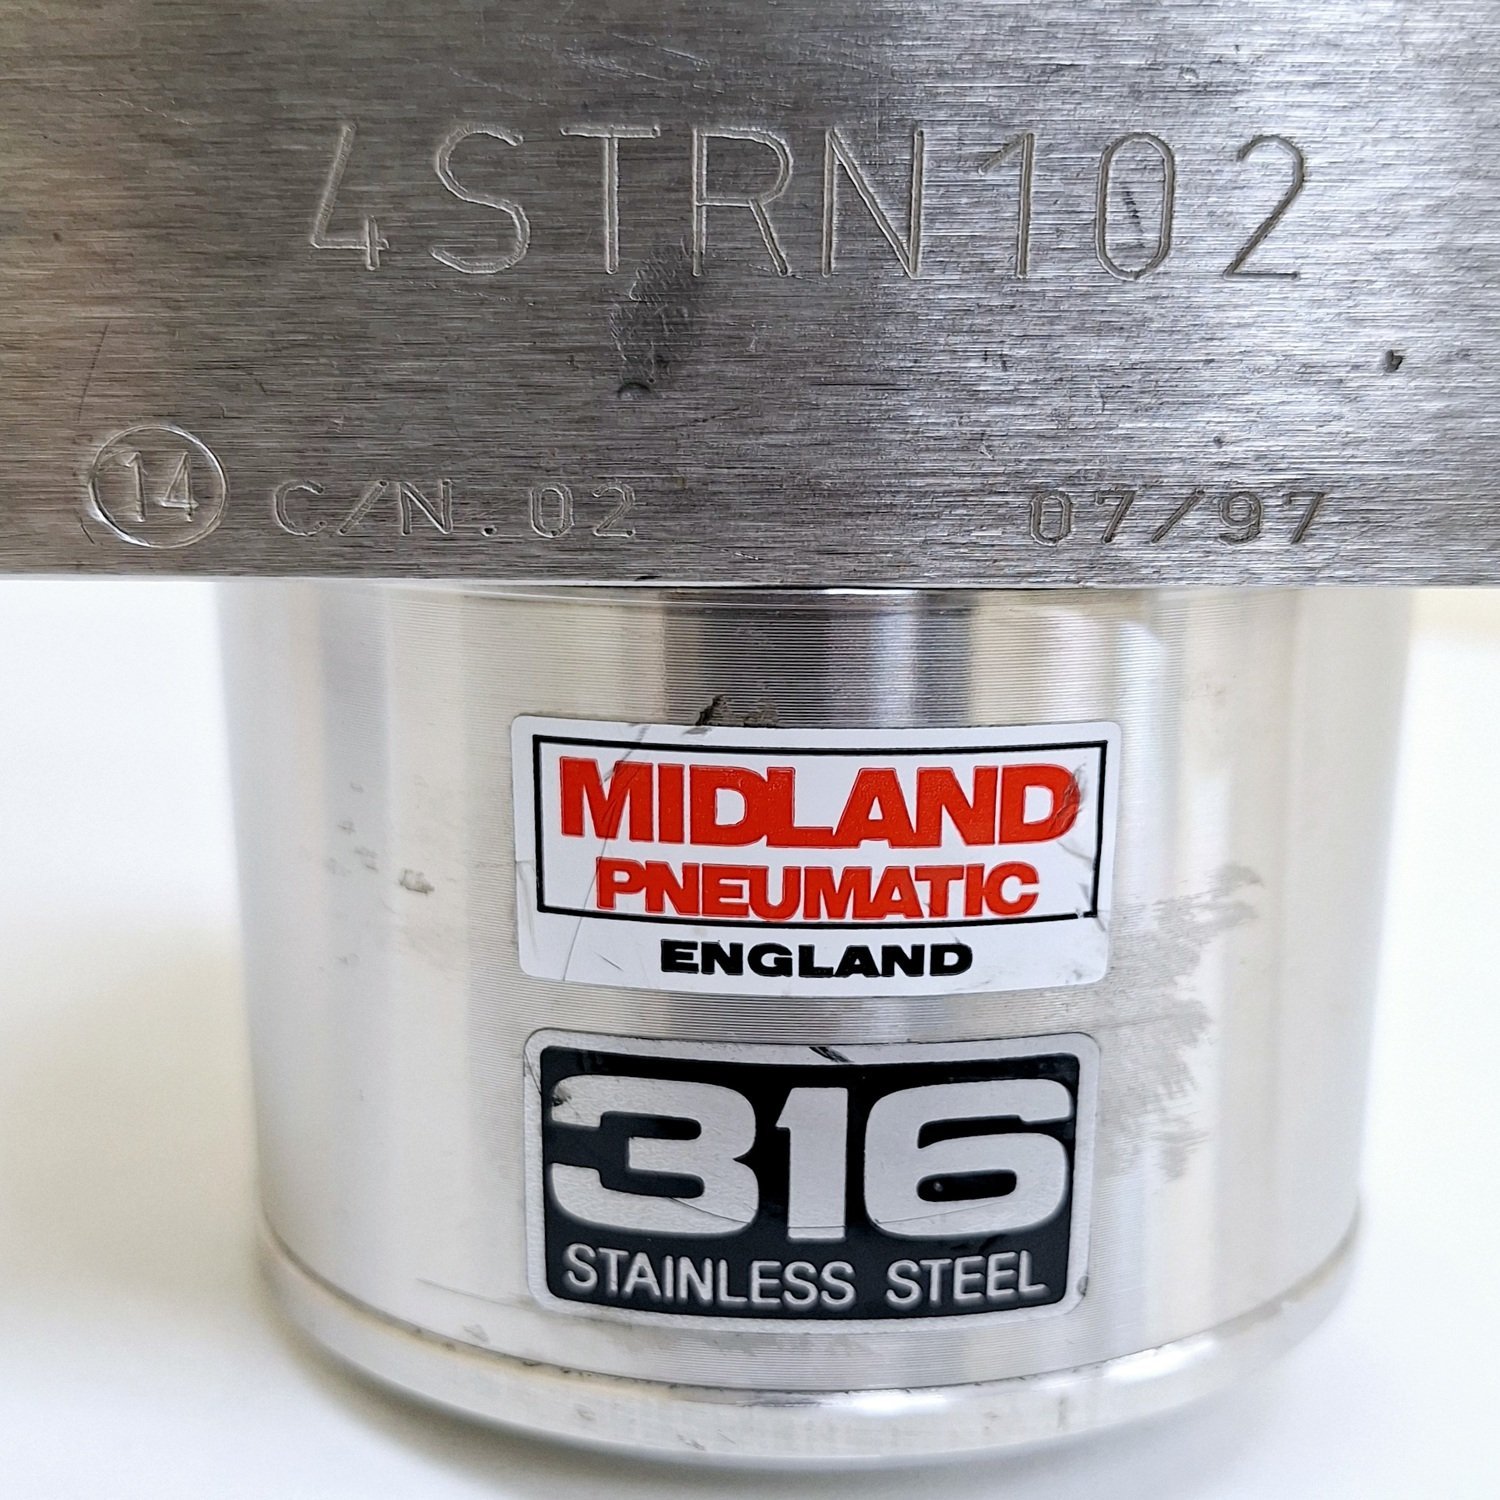 4STRN102
14 C/N.02 07/97
MIDLAND
PNEUMATIC
ENGLAND
316
STAINLESS STEEL